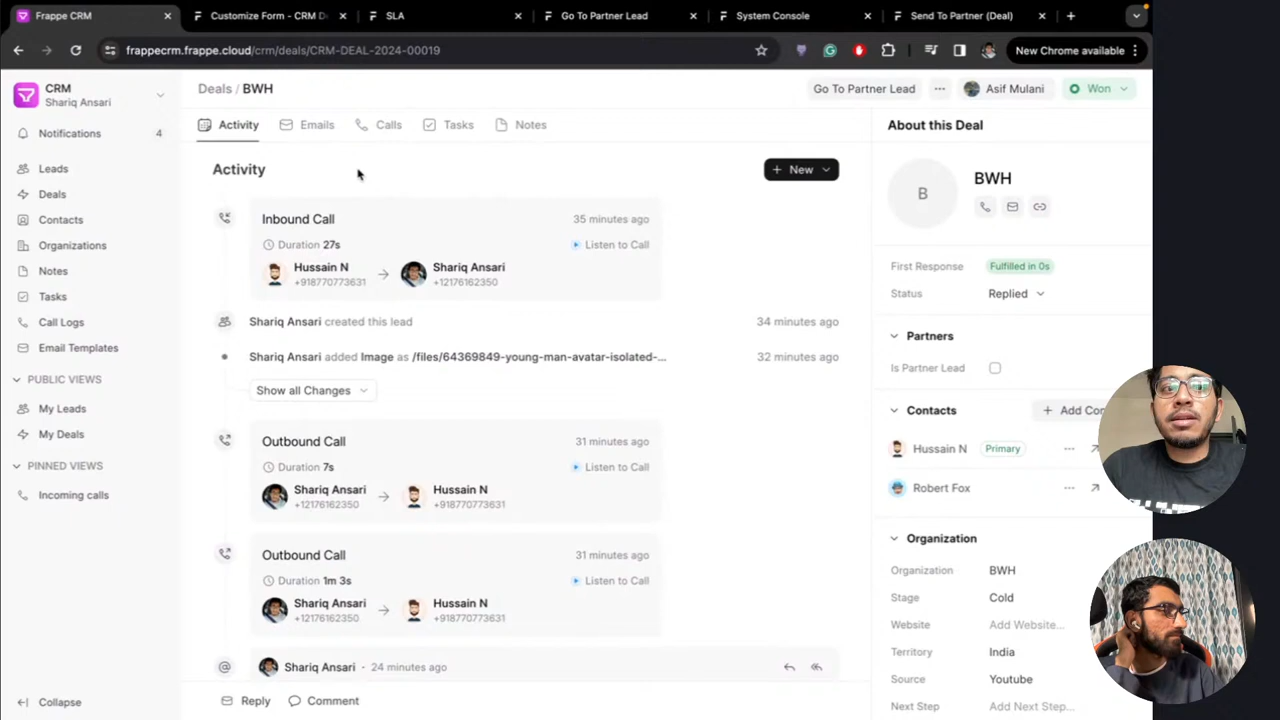 Frappe CRM
Customize Form - CRM D
SLA
Go To Partner Lead
System Console
Send To Partner (Deal)
frappecrm.frappe.cloud/crm/deals/CRM-DEAL-2024-00019
New Chrome available
CRM
Shariq Ansari
Notifications 4
Leads
Deals
Contacts
Organizations
Notes
Tasks
Call Logs
Email Templates
PUBLIC VIEWS
My Leads
My Deals
PINNED VIEWS
Incoming calls
Collapse
Deals / BWH
Go To Partner Lead
Asif Mulani
Won
Activity
Emails
Calls
Tasks
Notes
Activity
+ New
Inbound Call 35 minutes ago
Duration 27s Listen to Call
Hussain N → Shariq Ansari
+918770773631 +12176162350
Shariq Ansari created this lead 34 minutes ago
Shariq Ansari added Image as /files/64369849-young-man-avatar-isolated-... 32 minutes ago
Show all Changes
Outbound Call 31 minutes ago
Duration 7s Listen to Call
Shariq Ansari → Hussain N
+12176162350 +918770773631
Outbound Call 31 minutes ago
Duration 1m 3s Listen to Call
Shariq Ansari → Hussain N
+12176162350 +918770773631
@ Shariq Ansari · 24 minutes ago
Reply Comment
About this Deal
B
BWH
First Response Fulfilled in 0s
Status Replied
Partners
Is Partner Lead
Contacts + Add Con
Hussain N Primary
Robert Fox
Organization
Organization BWH
Stage Cold
Website Add Website...
Territory India
Source Youtube
Next Step Add Next Step...